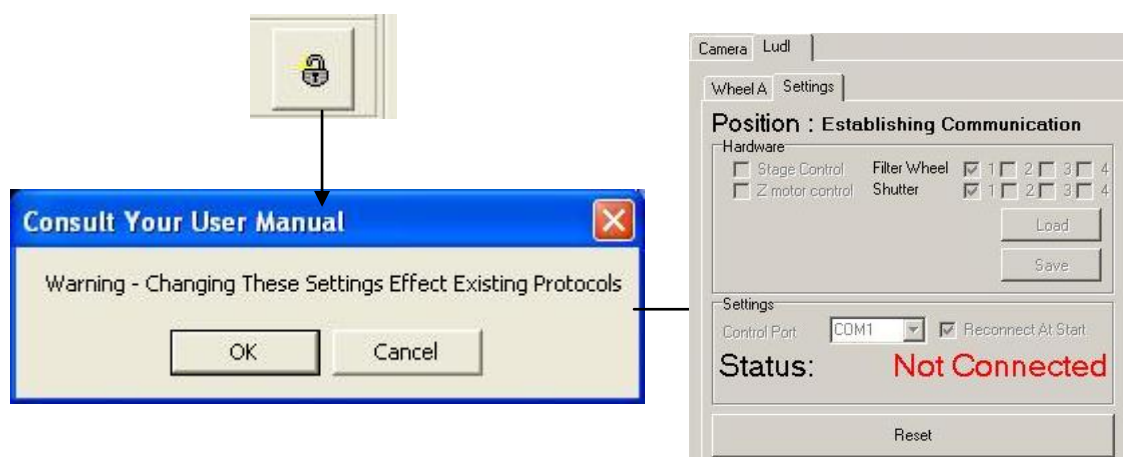 Consult Your User Manual
Warning - Changing These Settings Effect Existing Protocols
OK Cancel
Camera Ludl
Wheel A Settings
Position : Establishing Communication
Hardware
Stage Control Filter Wheel 1 2 3 4
Z motor control Shutter 1 2 3 4
Load
Save
Settings
Control Port COM1 Reconnect At Start
Status: Not Connected
Reset